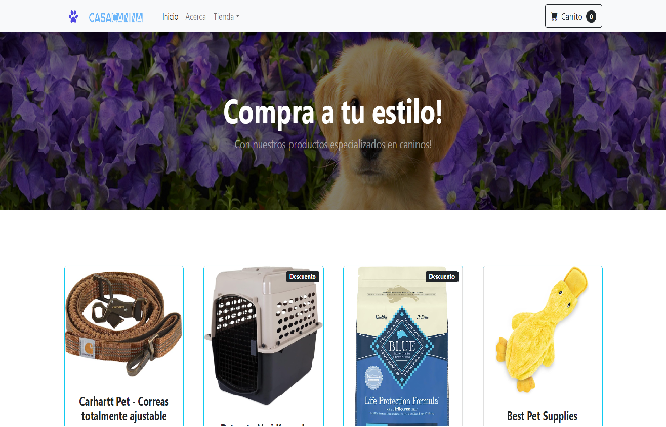 CASACANINA
Inicio Acerca Tienda
Carrito 0
Compra a tu estilo!
Con nuestros productos especializados en caninos!
Descuento
Descuento
BLUE
Life Protection Formula
carhartt
Carhartt Pet - Correas
totalmente ajustable
Best Pet Supplies